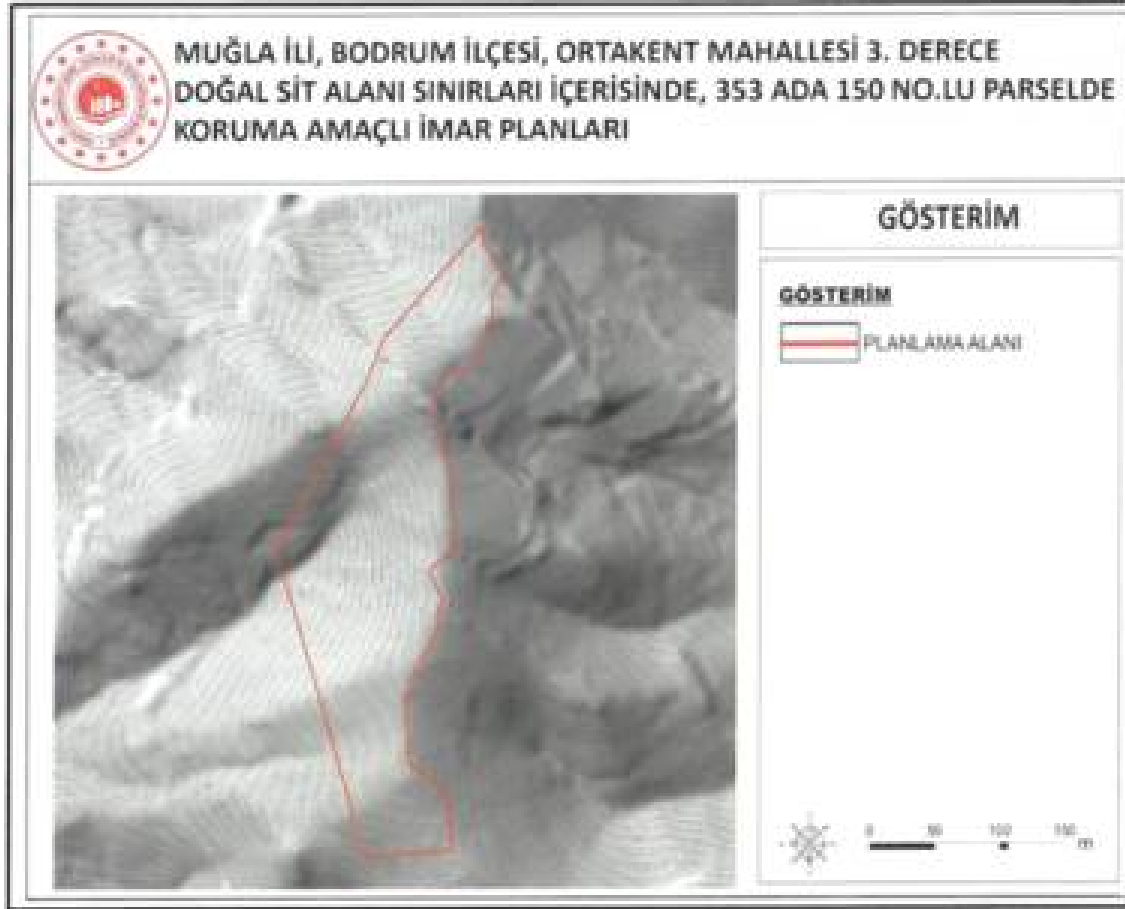 MUĞLA İLİ, BODRUM İLÇESİ, ORTAKENT MAHALLESİ 3. DERECE
DOĞAL SİT ALANI SINIRLARI İÇERİSİNDE, 353 ADA 150 NO.LU PARSELDE
KORUMA AMAÇLI İMAR PLANLARI
GÖSTERİM
GÖSTERİM
PLANLAMA ALANI
0 50 100 150
m